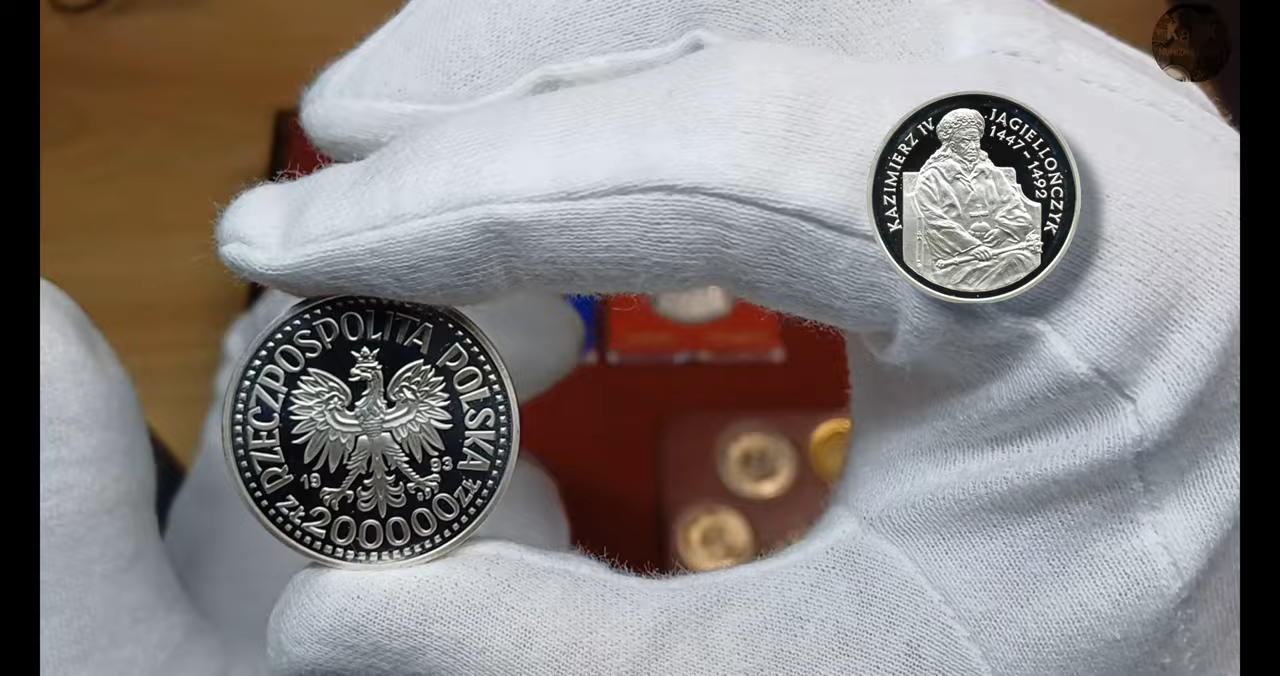 RZECZPOSPOLITA POLSKA
19 93
ZŁ 200000 ZŁ
KAZIMIERZ IV JAGIELLOŃCZYK
1447-1492